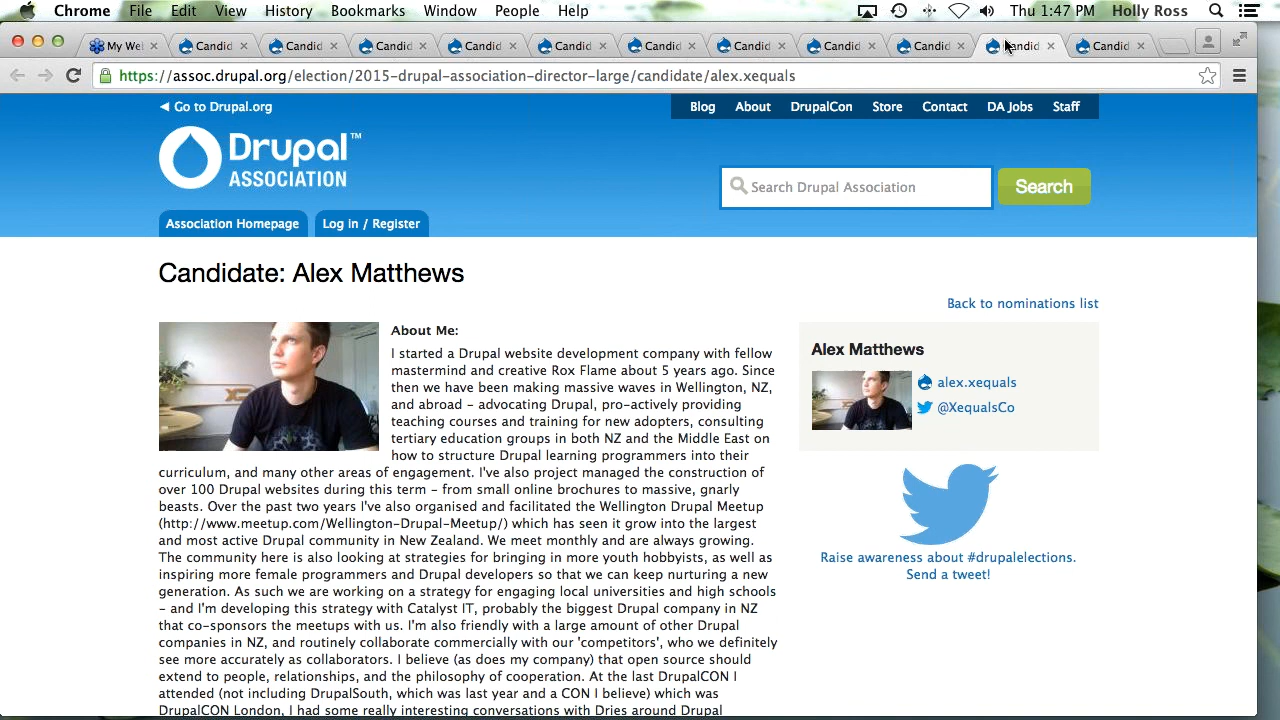 Chrome File Edit View History Bookmarks Window People Help Thu 1:47 PM Holly Ross
My Wel Candid Candid Candid Candid Candid Candid Candid Candid Candid Candid Candid
https://assoc.drupal.org/election/2015-drupal-association-director-large/candidate/alex.xequals
◀ Go to Drupal.org
Blog About DrupalCon Store Contact DA Jobs Staff
Drupal™
ASSOCIATION
Search Drupal Association
Search
Association Homepage
Log in / Register
Candidate: Alex Matthews
Back to nominations list
About Me:
I started a Drupal website development company with fellow
mastermind and creative Rox Flame about 5 years ago. Since
then we have been making massive waves in Wellington, NZ,
and abroad – advocating Drupal, pro-actively providing
teaching courses and training for new adopters, consulting
tertiary education groups in both NZ and the Middle East on
how to structure Drupal learning programmers into their
curriculum, and many other areas of engagement. I've also project managed the construction of
over 100 Drupal websites during this term – from small online brochures to massive, gnarly
beasts. Over the past two years I've also organised and facilitated the Wellington Drupal Meetup
(http://www.meetup.com/Wellington-Drupal-Meetup/) which has seen it grow into the largest
and most active Drupal community in New Zealand. We meet monthly and are always growing.
The community here is also looking at strategies for bringing in more youth hobbyists, as well as
inspiring more female programmers and Drupal developers so that we can keep nurturing a new
generation. As such we are working on a strategy for engaging local universities and high schools
– and I'm developing this strategy with Catalyst IT, probably the biggest Drupal company in NZ
that co-sponsors the meetups with us. I'm also friendly with a large amount of other Drupal
companies in NZ, and routinely collaborate commercially with our 'competitors', who we definitely
see more accurately as collaborators. I believe (as does my company) that open source should
extend to people, relationships, and the philosophy of cooperation. At the last DrupalCON I
attended (not including DrupalSouth, which was last year and a CON I believe) which was
DrupalCON London, I had some really interesting conversations with Dries around Drupal
Alex Matthews
alex.xequals
@XequalsCo
Raise awareness about #drupalelections.
Send a tweet!